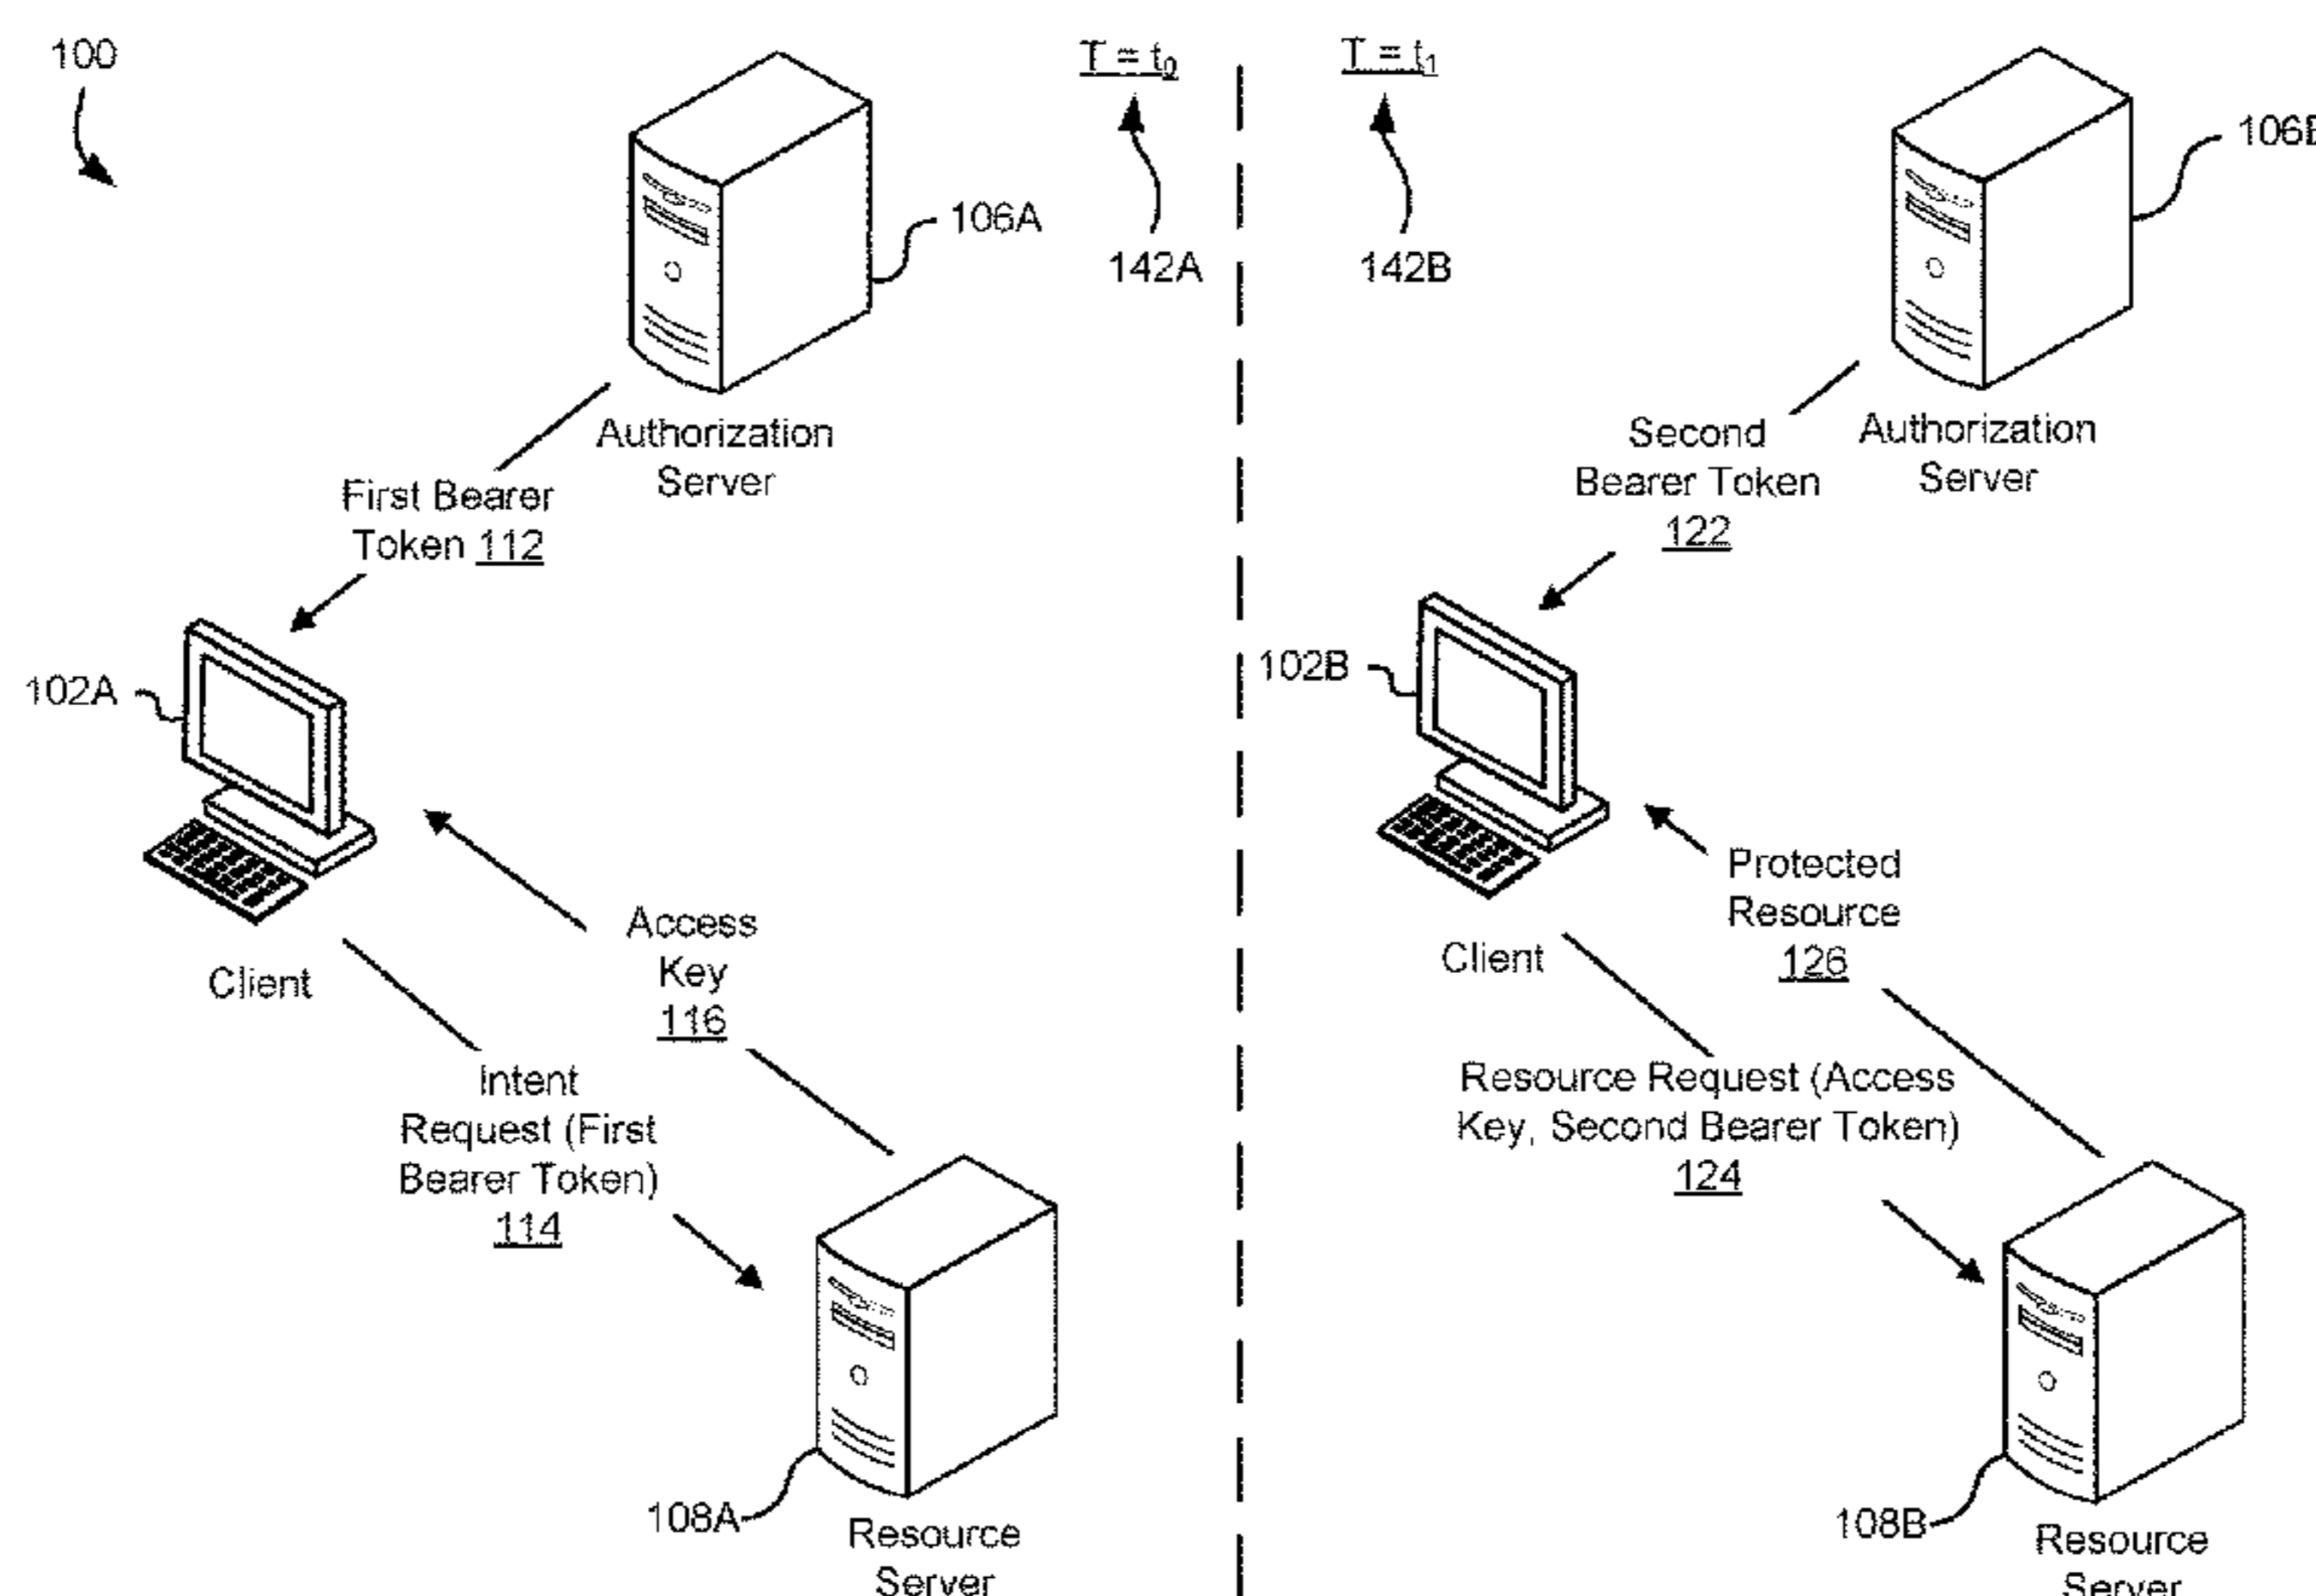 100
T = t0
T = t1
106A
142A
142B
106B
Authorization
Server
First Bearer
Token 112
Second
Bearer Token
122
Authorization
Server
102A
102B
Client
Access
Key
116
Intent
Request (First
Bearer Token)
114
Client
Protected
Resource
126
Resource Request (Access
Key, Second Bearer Token)
124
108A
Resource
Server
108B
Resource
Server